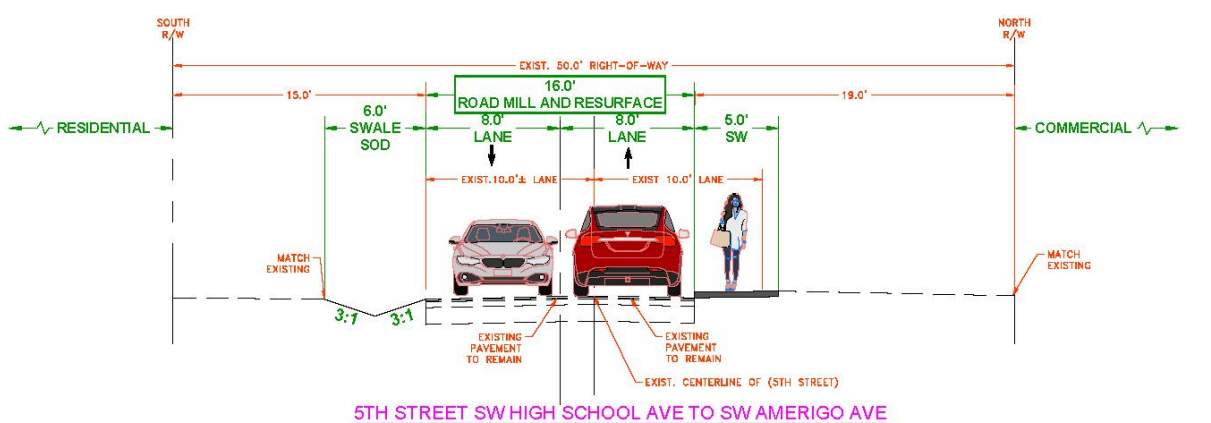 SOUTH
R/W
NORTH
R/W
EXIST. 50.0' RIGHT-OF-WAY
15.0'
16.0'
ROAD MILL AND RESURFACE
19.0'
RESIDENTIAL
6.0'
SWALE
SOD
8.0'
LANE
8.0'
LANE
5.0'
SW
COMMERCIAL
EXIST.10.0'± LANE
EXIST 10.0' LANE
MATCH
EXISTING
MATCH
EXISTING
3:1
3:1
EXISTING
PAVEMENT
TO REMAIN
EXISTING
PAVEMENT
TO REMAIN
EXIST. CENTERLINE OF (5TH STREET)
5TH STREET SW HIGH SCHOOL AVE TO SW AMERIGO AVE